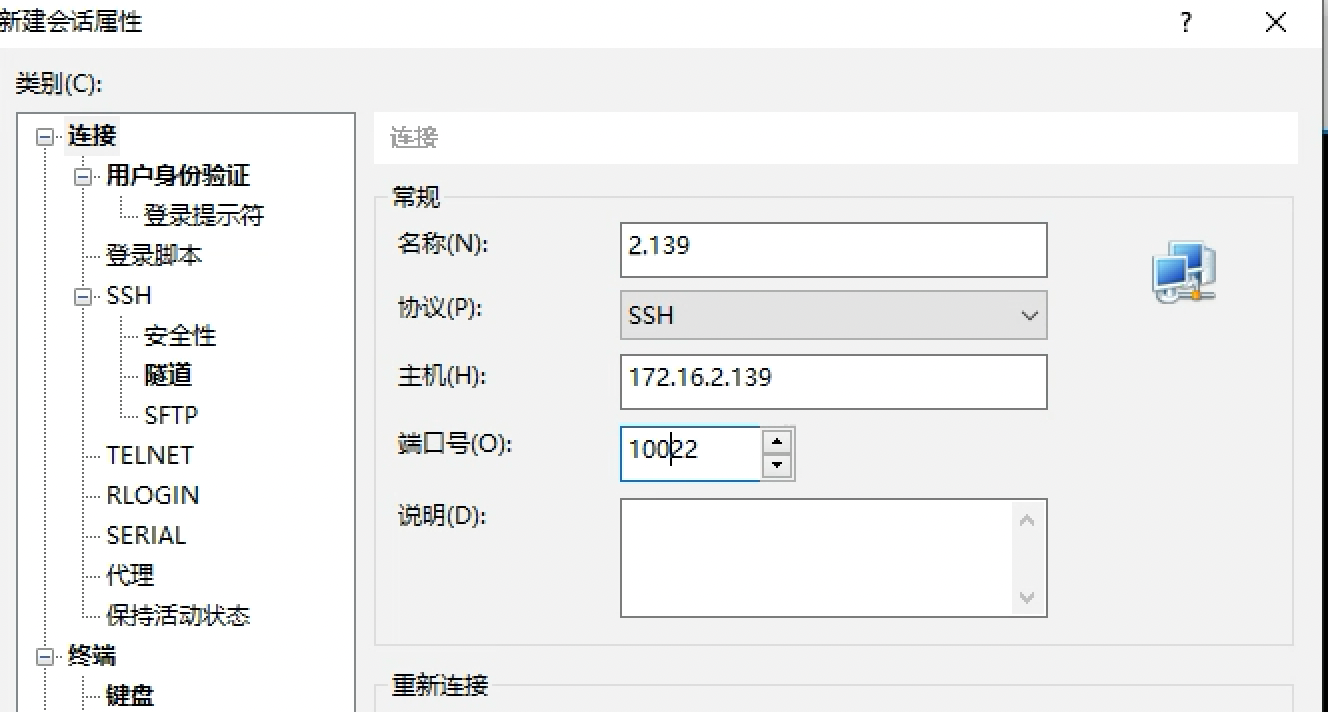 新建会话属性
?
类别(C):
连接
用户身份验证
登录提示符
登录脚本
SSH
安全性
隧道
SFTP
TELNET
RLOGIN
SERIAL
代理
保持活动状态
终端
键盘
连接
常规
名称(N):
2.139
协议(P):
SSH
主机(H):
172.16.2.139
端口号(O):
10022
说明(D):
重新连接